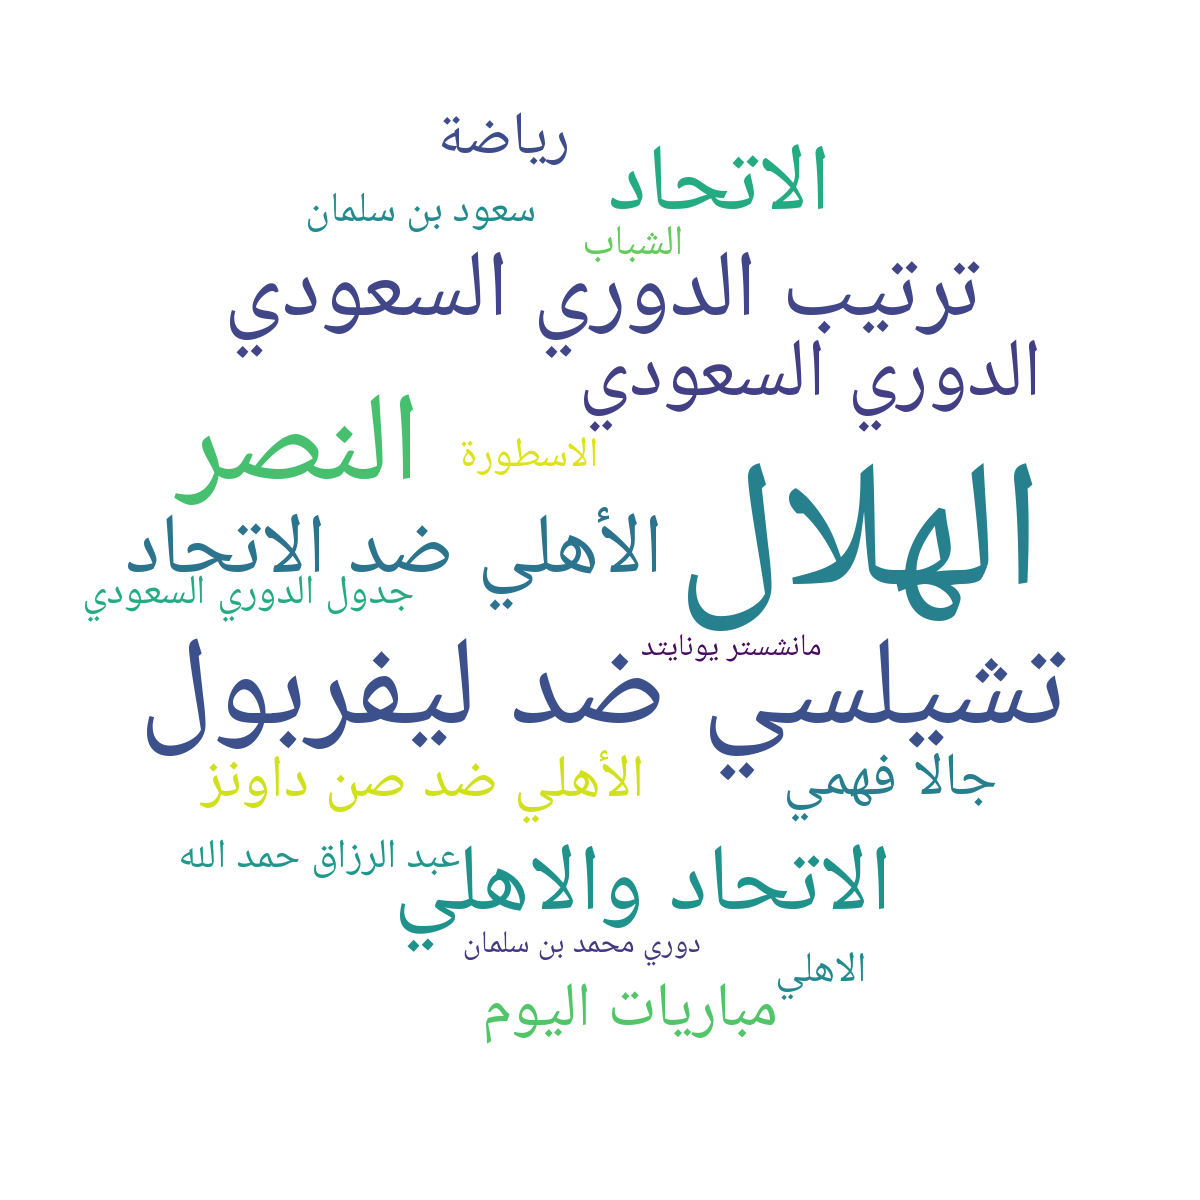 رياضة
الاتحاد
سعود بن سلمان
الشباب
ترتيب الدوري السعودي
الدوري السعودي
النصر
الاسطورة
الهلال
الأهلي ضد الاتحاد
جدول الدوري السعودي
مانشستر يونايتد
تشيلسي ضد ليفربول
جالا فهمي
الأهلي ضد صن داونز
الاتحاد والاهلي
عبد الرزاق حمد الله
دوري محمد بن سلمان
الاهلي
مباريات اليوم